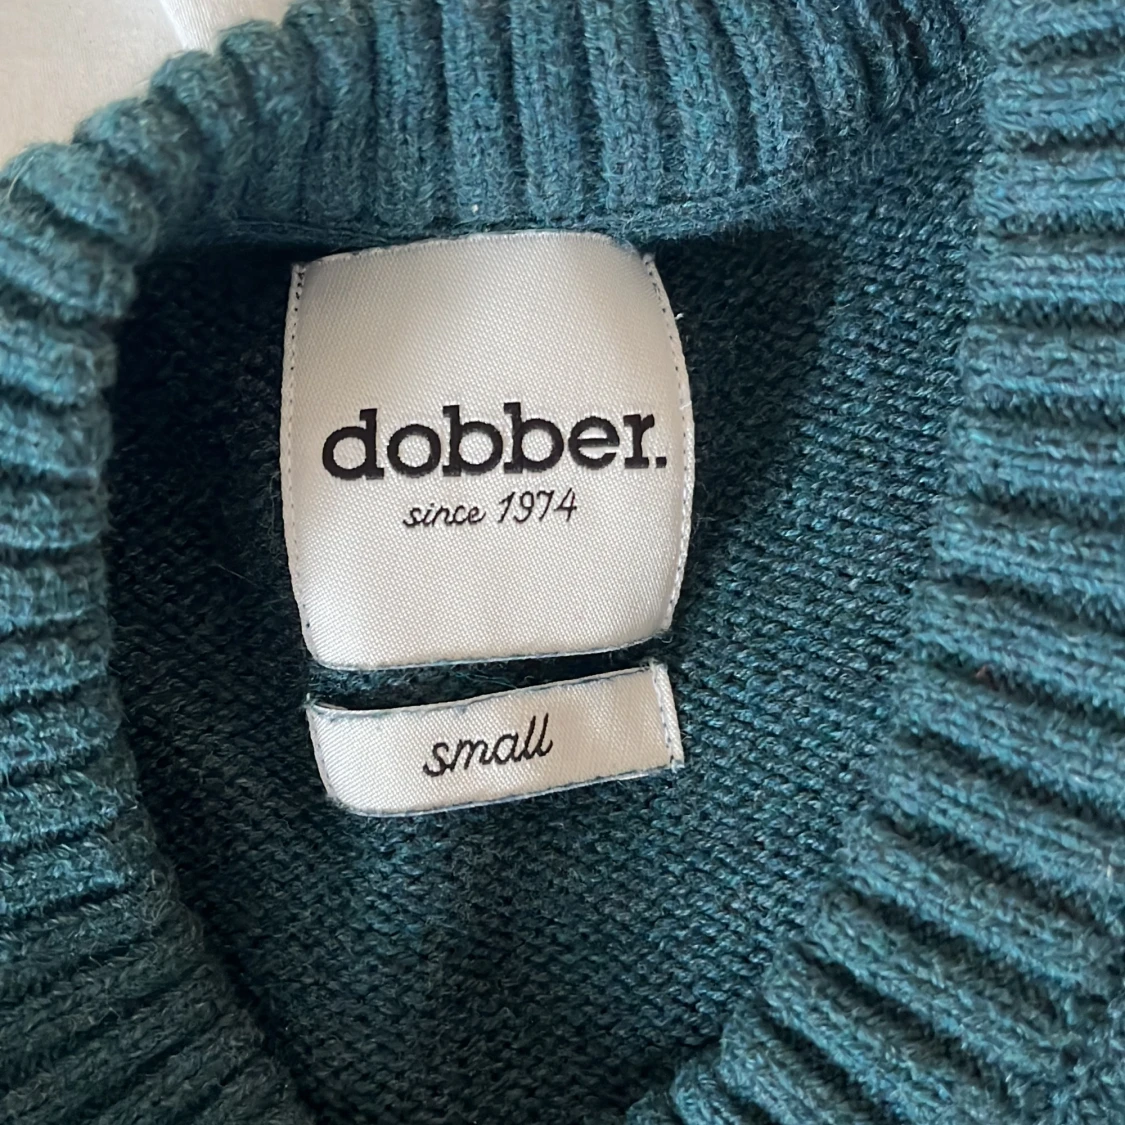 dobber.
since 1974
small